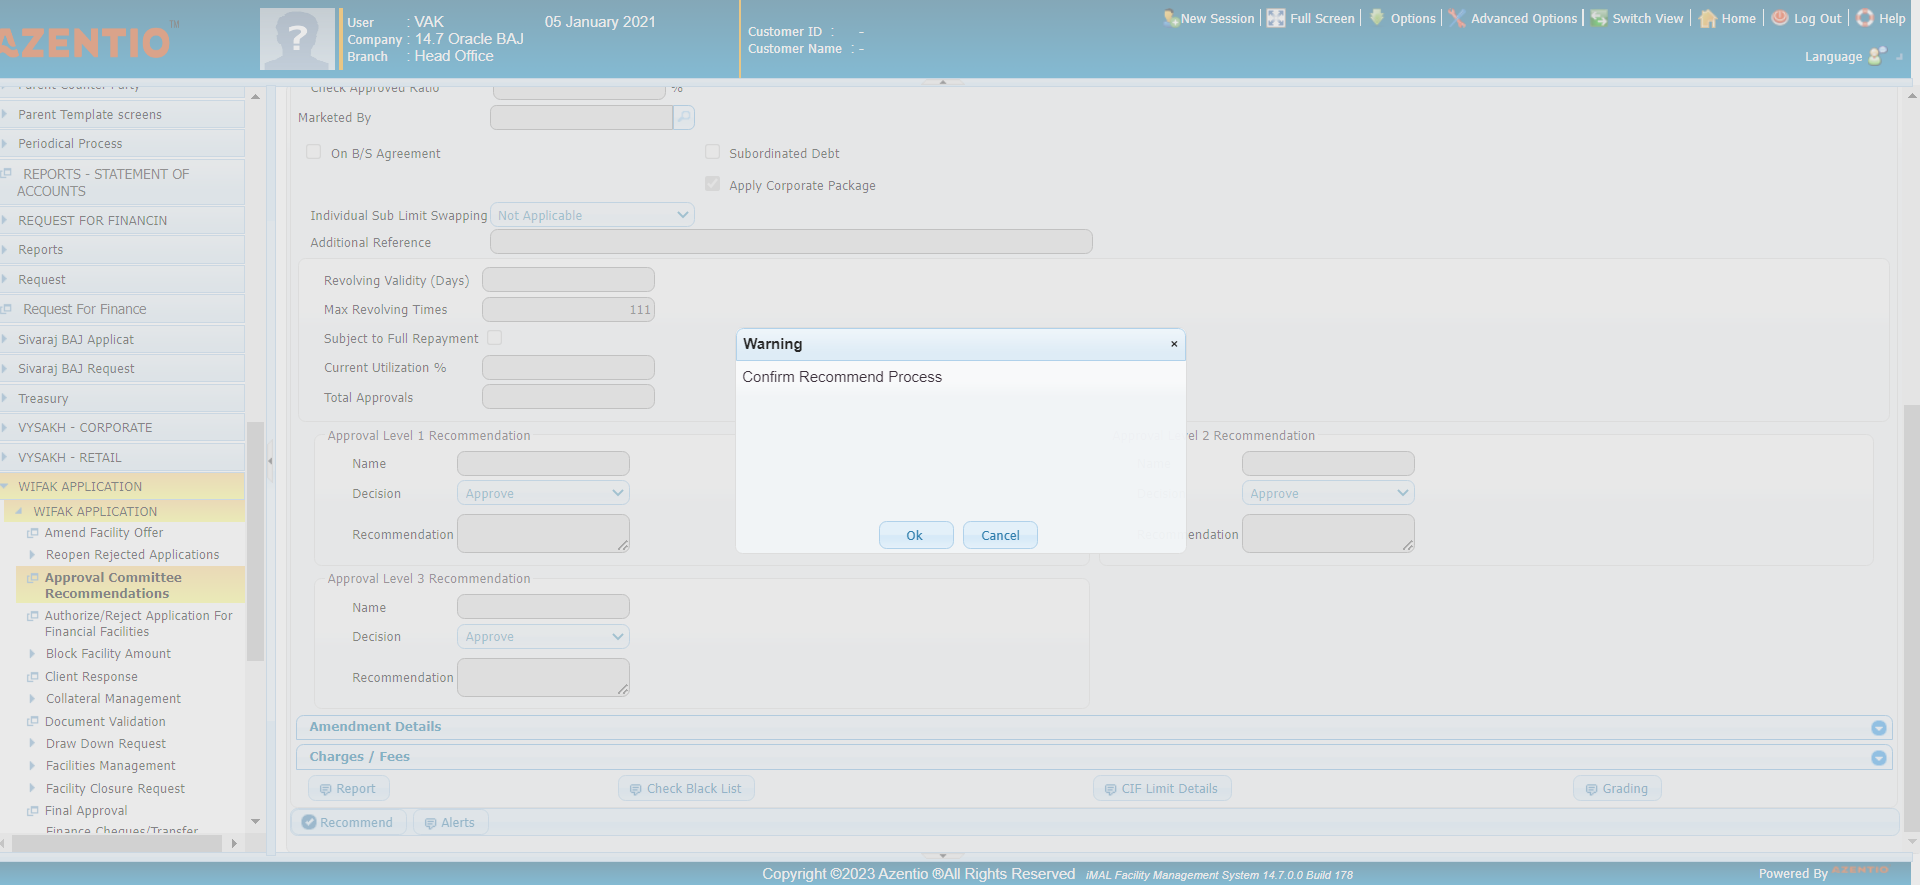 AZENTIO TM
User : VAK 05 January 2021
Company : 14.7 Oracle BAJ
Branch : Head Office
Customer ID : -
Customer Name : -
New Session Full Screen Options Advanced Options Switch View Home Log Out Help
Language
Parent Counter Party
Parent Template screens
Periodical Process
REPORTS - STATEMENT OF
ACCOUNTS
REQUEST FOR FINANCIN
Reports
Request
Request For Finance
Sivaraj BAJ Applicat
Sivaraj BAJ Request
Treasury
VYSAKH - CORPORATE
VYSAKH - RETAIL
WIFAK APPLICATION
WIFAK APPLICATION
Amend Facility Offer
Reopen Rejected Applications
Approval Committee
Recommendations
Authorize/Reject Application For
Financial Facilities
Block Facility Amount
Client Response
Collateral Management
Document Validation
Draw Down Request
Facilities Management
Facility Closure Request
Final Approval
Finance Cheques/Transfer
Check Approved Ratio %
Marketed By
On B/S Agreement Subordinated Debt
Apply Corporate Package
Individual Sub Limit Swapping Not Applicable
Additional Reference
Revolving Validity (Days)
Max Revolving Times 111
Subject to Full Repayment
Current Utilization %
Total Approvals
Warning ×
Confirm Recommend Process
Ok Cancel
Approval Level 1 Recommendation
Name
Decision Approve
Recommendation
el 2 Recommendation
Approve
endation
Approval Level 3 Recommendation
Name
Decision Approve
Recommendation
Amendment Details
Charges / Fees
Report Check Black List CIF Limit Details Grading
Recommend Alerts
Copyright ©2023 Azentio ®All Rights Reserved iMAL Facility Management System 14.7.0.0 Build 178
Powered By AZENTIO